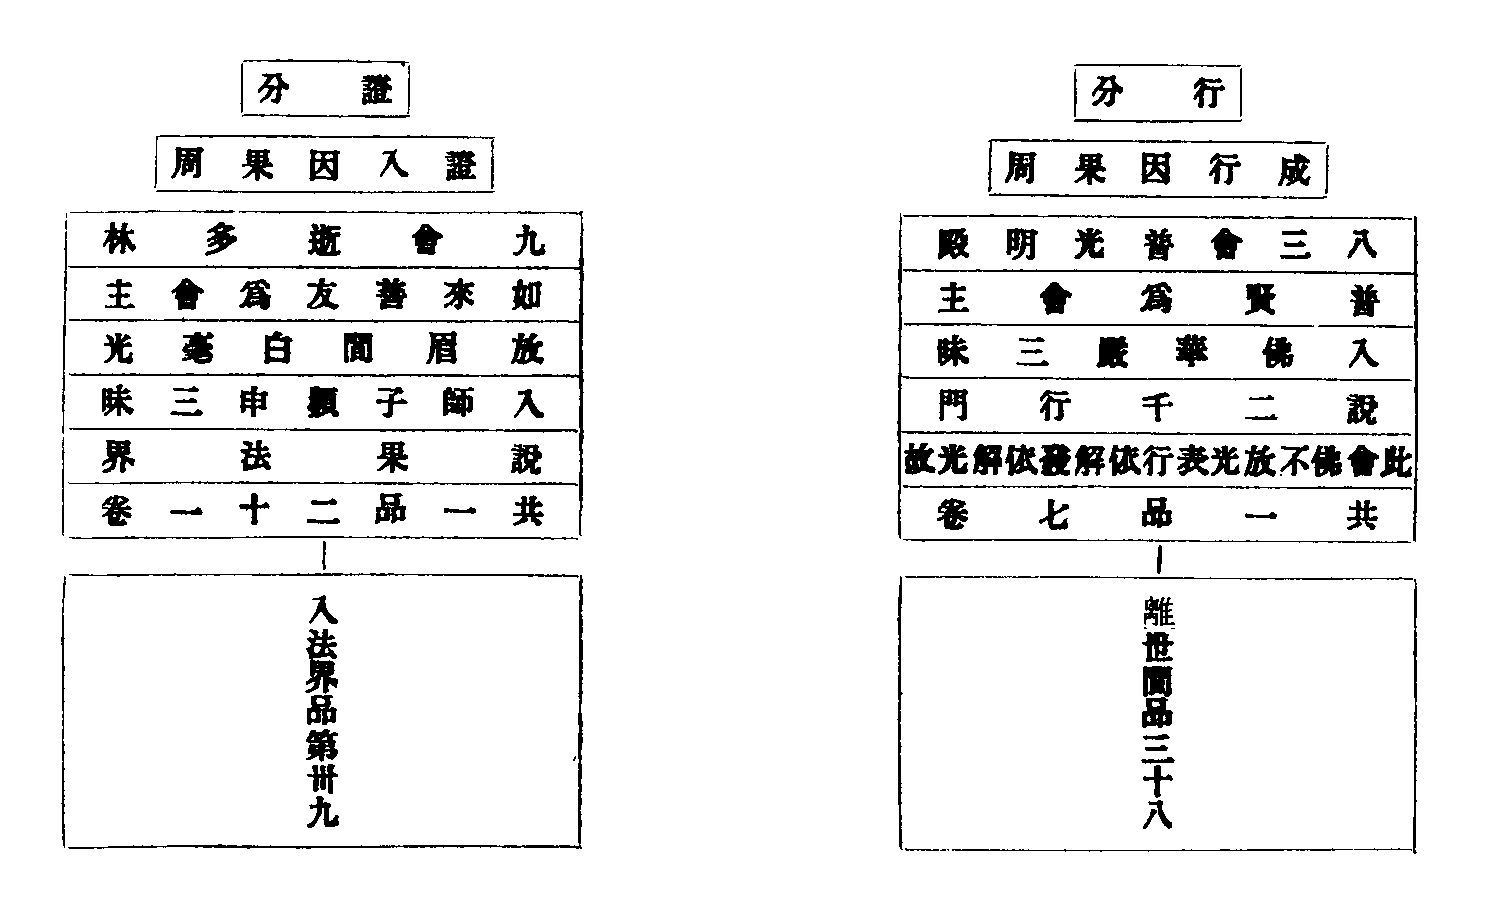 行分
成行因果周
八三會普光明殿
普賢爲會主
入佛華嚴三昧
說二千行門
此會佛不放光表行依解發依解光故
共一品七卷
離世間品三十八
證分
證入因果周
九會逝多林
如來善友爲會主
放眉間白毫光
入師子頻申三昧
說果法界
共一品二十一卷
入法界品第卅九